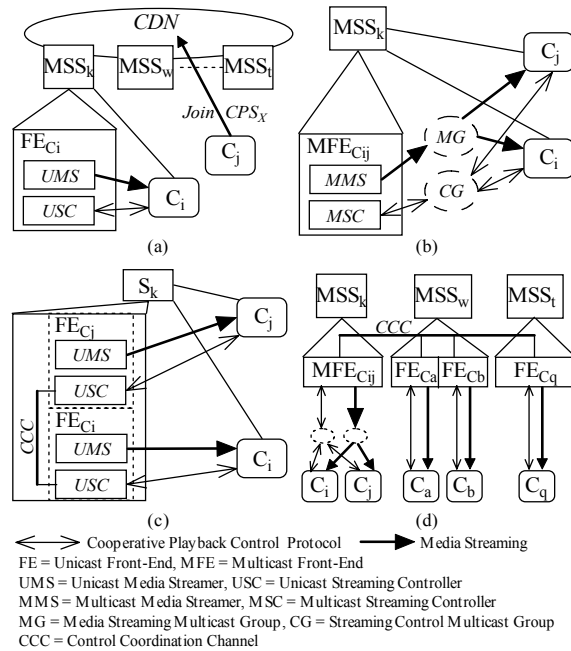 CDN
MSSk
MSSw
MSSt
Join CPSX
FECi
UMS
USC
Ci
Cj
(a)
MSSk
Cj
MFECij
MG
MMS
Ci
CG
MSC
(b)
Sk
FECj
Cj
UMS
USC
CCC
FECi
UMS
Ci
USC
(c)
MSSk
MSSw
MSSt
CCC
MFECij
FECa
FECb
FECq
Ci
Cj
Ca
Cb
Cq
(d)
Cooperative Playback Control Protocol
Media Streaming
FE = Unicast Front-End, MFE = Multicast Front-End
UMS = Unicast Media Streamer, USC = Unicast Streaming Controller
MMS = Multicast Media Streamer, MSC = Multicast Streaming Controller
MG = Media Streaming Multicast Group, CG = Streaming Control Multicast Group
CCC = Control Coordination Channel